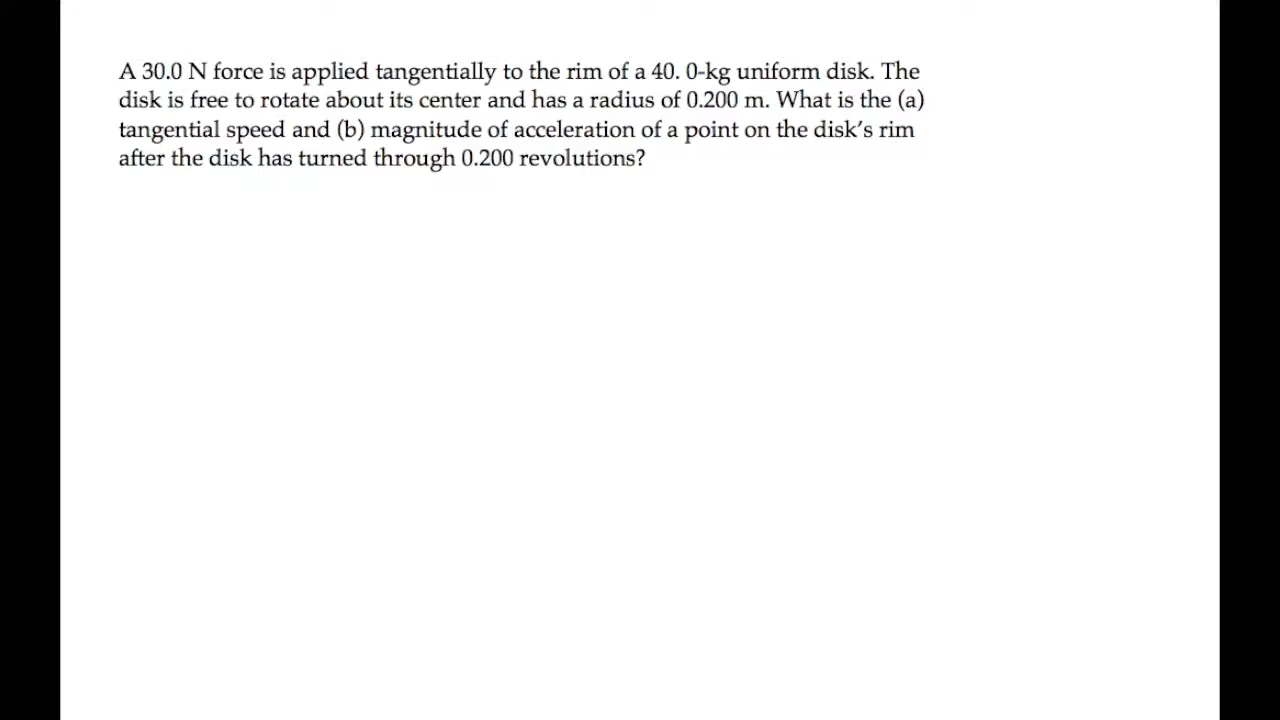 A 30.0 N force is applied tangentially to the rim of a 40. 0-kg uniform disk. The
disk is free to rotate about its center and has a radius of 0.200 m. What is the (a)
tangential speed and (b) magnitude of acceleration of a point on the disk’s rim
after the disk has turned through 0.200 revolutions?